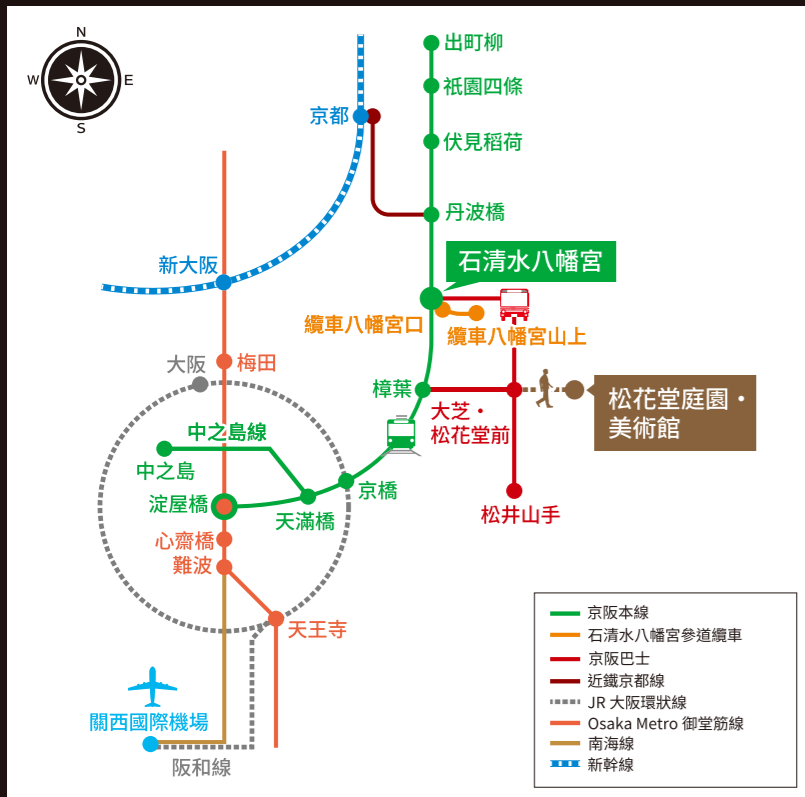 N
W
E
S
出町柳
祇園四條
京都
伏見稻荷
丹波橋
石清水八幡宮
新大阪
纜車八幡宮口
纜車八幡宮山上
大阪
梅田
樟葉
大芝・
松花堂前
松花堂庭園・
美術館
中之島線
中之島
京橋
淀屋橋
天滿橋
松井山手
心齋橋
難波
天王寺
關西國際機場
阪和線
京阪本線
石清水八幡宮參道纜車
京阪巴士
近鐵京都線
JR 大阪環狀線
Osaka Metro 御堂筋線
南海線
新幹線